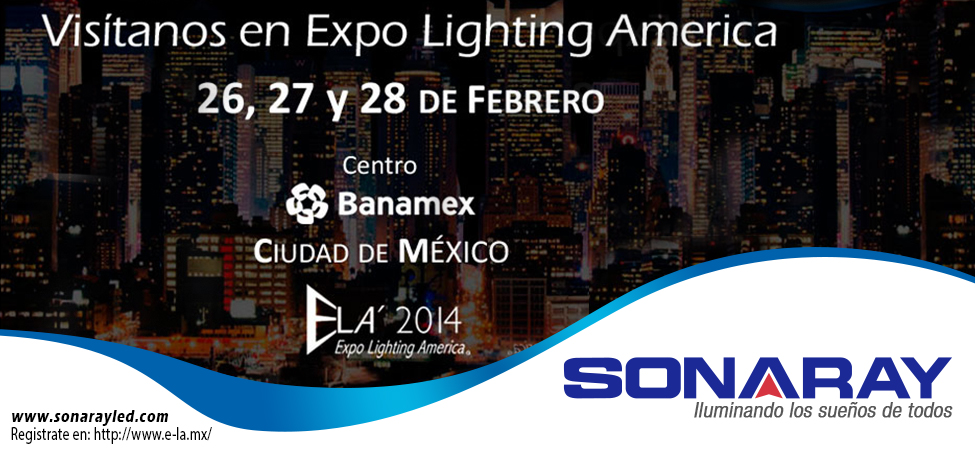 Visítanos en Expo Lighting America
26, 27 y 28 DE FEBRERO
Centro
Banamex
CIUDAD DE MÉXICO
ELA´ 2014
Expo Lighting America®
SONARAY
Iluminando los sueños de todos
www.sonarayled.com
Registrate en: http://www.e-la.mx/